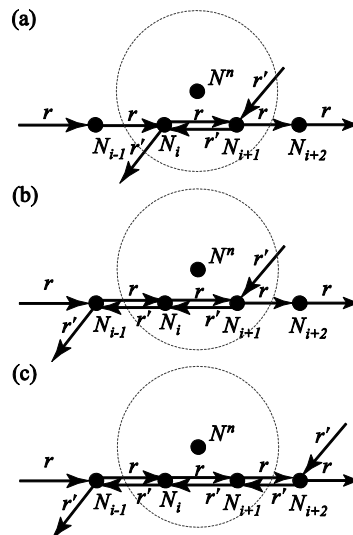 (a)
N^n
r'
r r r r r
r' r'
N_{i-1} N_i N_{i+1} N_{i+2}
(b)
N^n
r'
r r r r r
r' r' r'
N_{i-1} N_i N_{i+1} N_{i+2}
(c)
N^n
r'
r r r r r
r' r' r' r'
N_{i-1} N_i N_{i+1} N_{i+2}